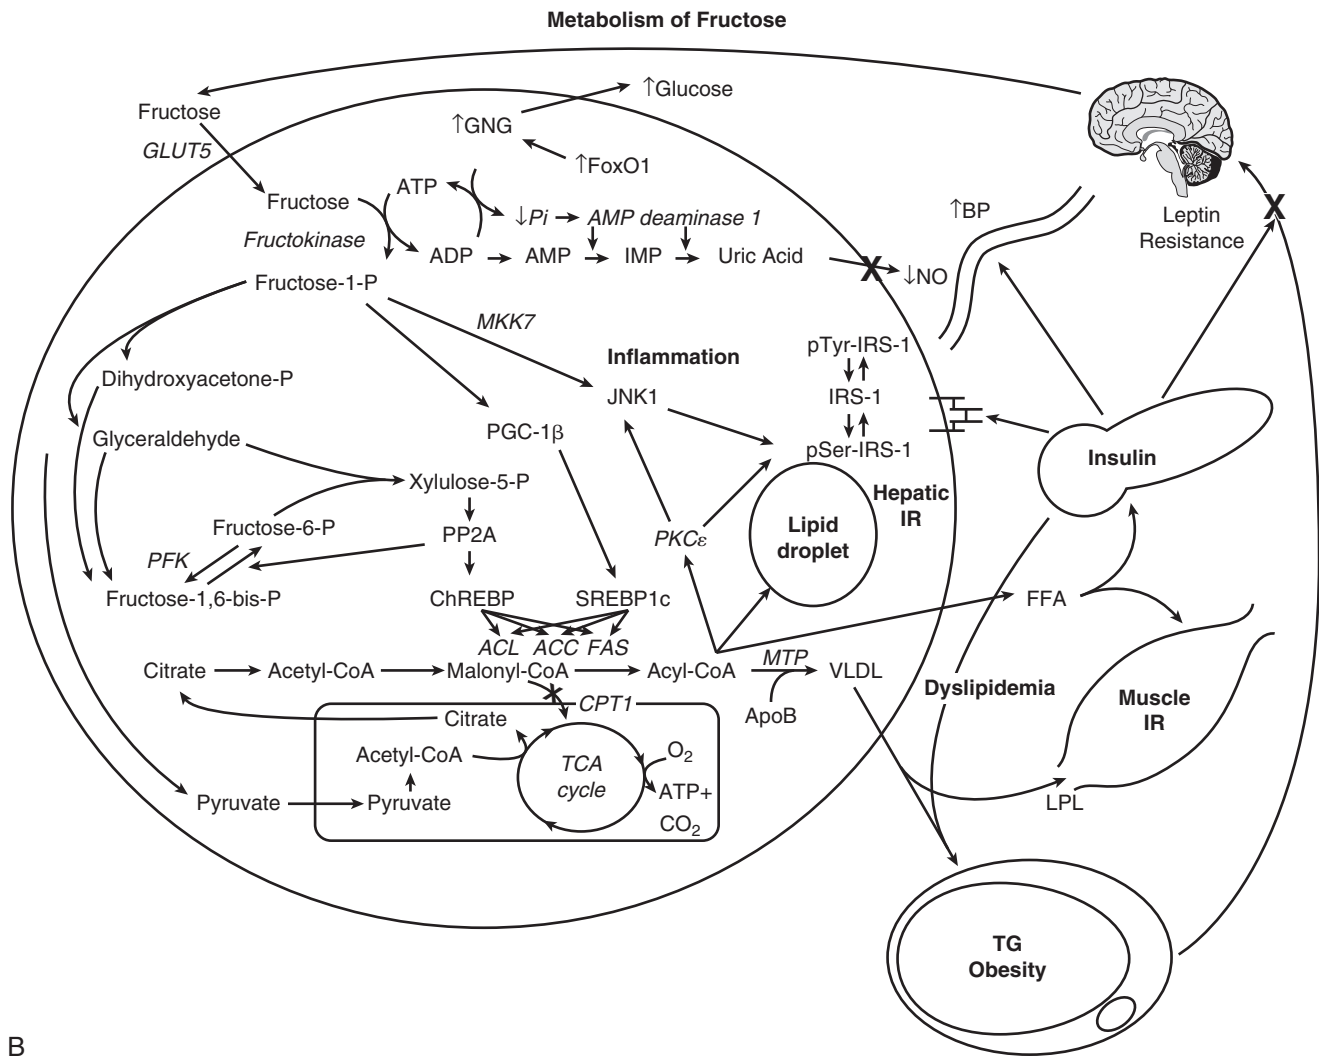 Metabolism of Fructose
Fructose
GLUT5
↑Glucose
↑GNG
↑FoxO1
Fructose
Fructokinase
ATP
↓Pi
AMP deaminase 1
ADP
AMP
IMP
Uric Acid
↓NO
↑BP
Leptin
Resistance
Fructose-1-P
MKK7
Inflammation
JNK1
pTyr-IRS-1
IRS-1
pSer-IRS-1
Dihydroxyacetone-P
Glyceraldehyde
PGC-1β
Xylulose-5-P
Fructose-6-P
PP2A
PFK
Fructose-1,6-bis-P
PKCε
Lipid
droplet
Hepatic
IR
Insulin
ChREBP
SREBP1c
ACL
ACC
FAS
FFA
Citrate
Acetyl-CoA
Malonyl-CoA
Acyl-CoA
MTP
VLDL
ApoB
CPT1
Dyslipidemia
Muscle
IR
Citrate
Acetyl-CoA
TCA
cycle
O2
ATP+
CO2
Pyruvate
Pyruvate
LPL
TG
Obesity
B